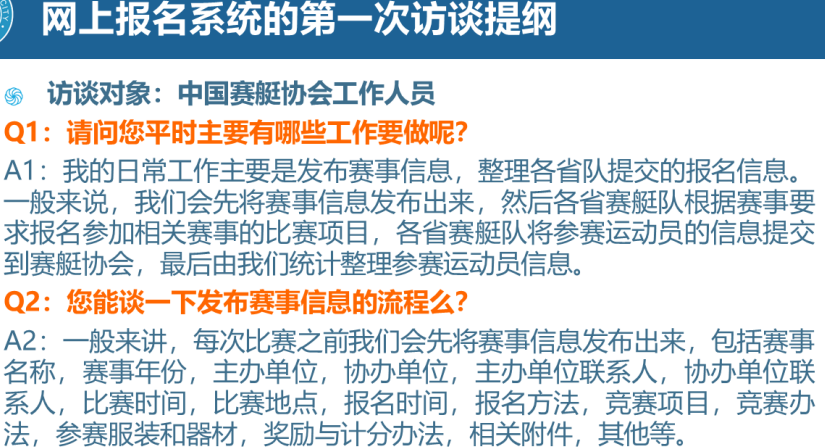 网上报名系统的第一次访谈提纲
访谈对象：中国赛艇协会工作人员
Q1：请问您平时主要有哪些工作要做呢？
A1：我的日常工作主要是发布赛事信息，整理各省队提交的报名信息。
一般来说，我们会先将赛事信息发布出来，然后各省赛艇队根据赛事要
求报名参加相关赛事的比赛项目，各省赛艇队将参赛运动员的信息提交
到赛艇协会，最后由我们统计整理参赛运动员信息。
Q2：您能谈一下发布赛事信息的流程么？
A2：一般来讲，每次比赛之前我们会先将赛事信息发布出来，包括赛事
名称，赛事年份，主办单位，协办单位，主办单位联系人，协办单位联
系人，比赛时间，比赛地点，报名时间，报名方法，竞赛项目，竞赛办
法，参赛服装和器材，奖励与计分办法，相关附件，其他等。